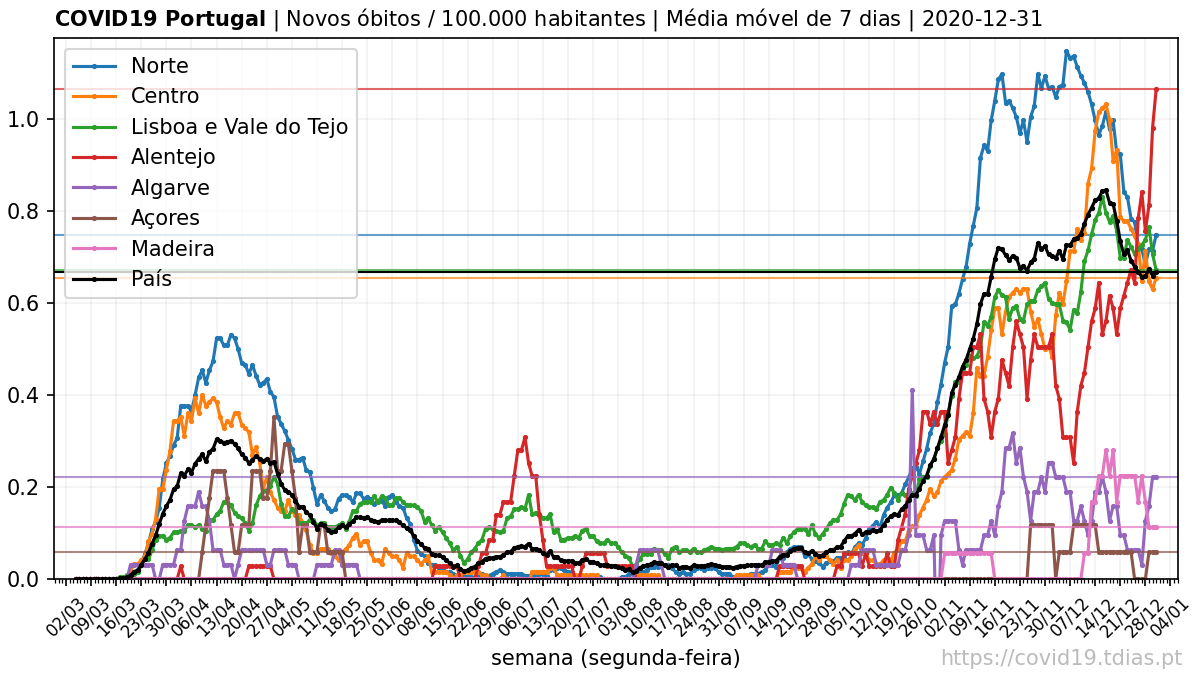 COVID19 Portugal | Novos óbitos / 100.000 habitantes | Média móvel de 7 dias | 2020-12-31
Norte
Centro
Lisboa e Vale do Tejo
Alentejo
Algarve
Açores
Madeira
País
1.0
0.8
0.6
0.4
0.2
0.0
02/03 09/03 16/03 23/03 30/03 06/04 13/04 20/04 27/04 04/05 11/05 18/05 25/05 01/06 08/06 15/06 22/06 29/06 06/07 13/07 20/07 27/07 03/08 10/08 17/08 24/08 31/08 07/09 14/09 21/09 28/09 05/10 12/10 19/10 26/10 02/11 09/11 16/11 23/11 30/11 07/12 14/12 21/12 28/12 04/01
semana (segunda-feira)
https://covid19.tdias.pt